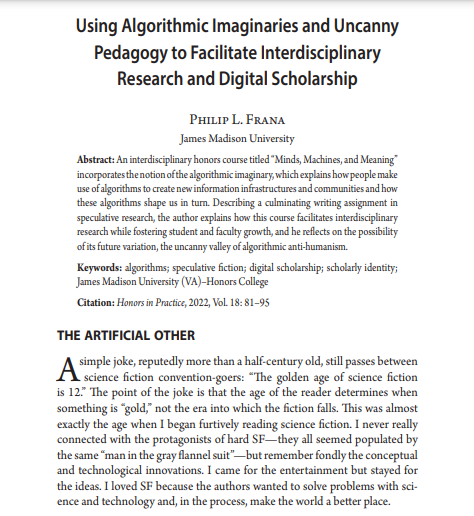 Using Algorithmic Imaginaries and Uncanny
Pedagogy to Facilitate Interdisciplinary
Research and Digital Scholarship
Philip L. Frana
James Madison University
Abstract: An interdisciplinary honors course titled “Minds, Machines, and Meaning”
incorporates the notion of the algorithmic imaginary, which explains how people make
use of algorithms to create new information infrastructures and communities and how
these algorithms shape us in turn. Describing a culminating writing assignment in
speculative research, the author explains how this course facilitates interdisciplinary
research while fostering student and faculty growth, and he reflects on the possibility
of its future variation, the uncanny valley of algorithmic anti-humanism.
Keywords: algorithms; speculative fiction; digital scholarship; scholarly identity;
James Madison University (VA)–Honors College
Citation: Honors in Practice, 2022, Vol. 18: 81–95
THE ARTIFICIAL OTHER
A simple joke, reputedly more than a half-century old, still passes between
science fiction convention-goers: “The golden age of science fiction
is 12.” The point of the joke is that the age of the reader determines when
something is “gold,” not the era into which the fiction falls. This was almost
exactly the age when I began furtively reading science fiction. I never really
connected with the protagonists of hard SF—they all seemed populated by
the same “man in the gray flannel suit”—but remember fondly the conceptual
and technological innovations. I came for the entertainment but stayed for
the ideas. I loved SF because the authors wanted to solve problems with sci-
ence and technology and, in the process, make the world a better place.